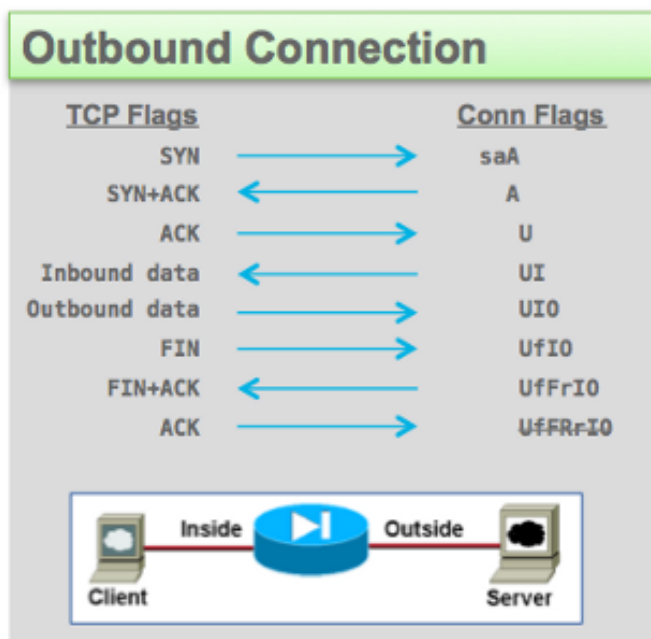 Outbound Connection
TCP Flags Conn Flags
SYN saA
SYN+ACK A
ACK U
Inbound data UI
Outbound data UIO
FIN UfIO
FIN+ACK UfFrIO
ACK UfFRrIO
Inside Outside
Client Server